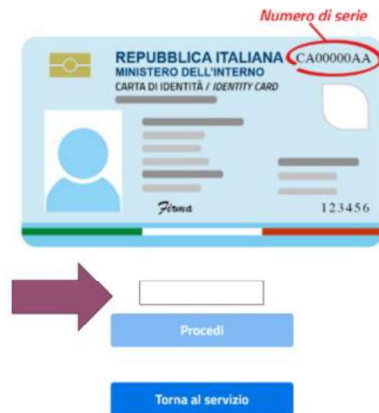 Numero di serie
REPUBBLICA ITALIANA CA00000AA
MINISTERO DELL'INTERNO
CARTA DI IDENTITÀ / IDENTITY CARD
Firma
123456
Procedi
Torna al servizio